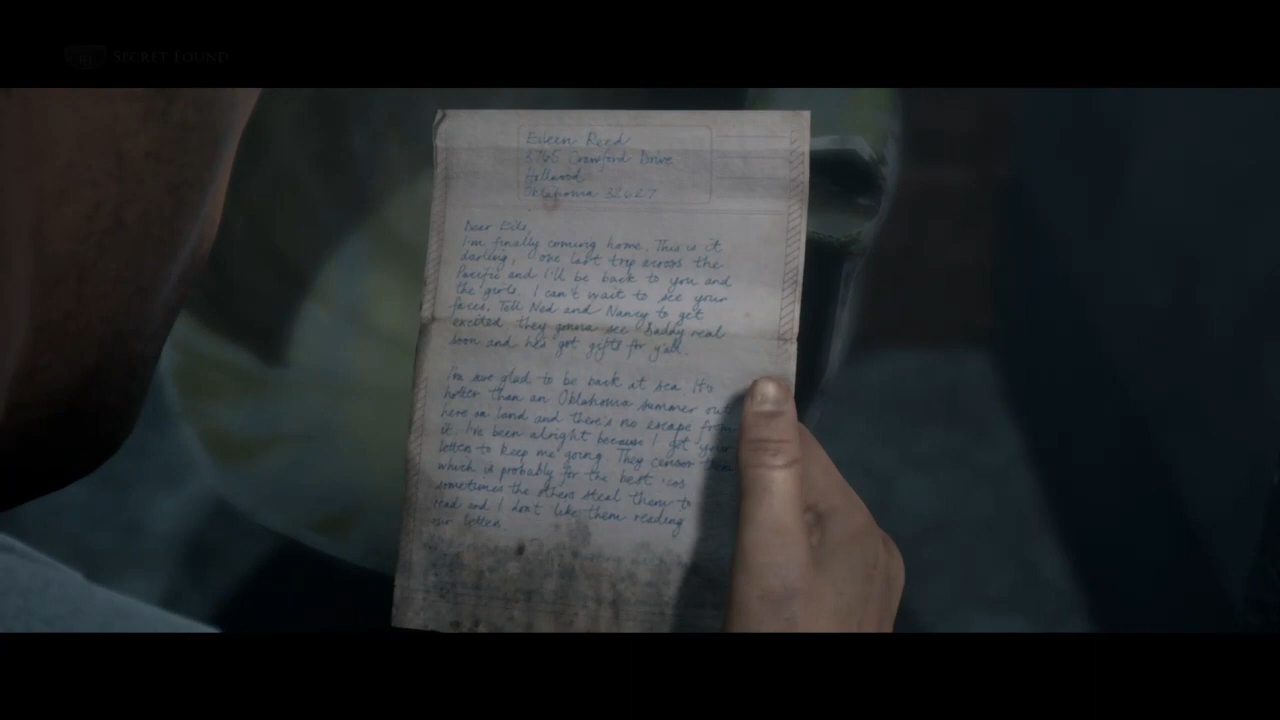 SECRET FOUND
Eileen Reed
3765 Crawford Drive
Hollwood
Oklahoma
Dear Eile,
I'm finally coming home. This is it
darling, one last trip across the
Pacific and I'll be back to you and
the girls. I can't wait to see your
faces. Tell Ned and Nancy to get
excited, they gonna see Daddy real
soon and he's got gifts for y'all.
I'm sure glad to be back at sea. It's
hotter than an Oklahoma summer out
here on land and there's no escape from
it. I've been alright because I get your
letters to keep me going. They censor them
which is probably for the best 'cos
sometimes the others steal them to
read and I don't like them reading
our letters